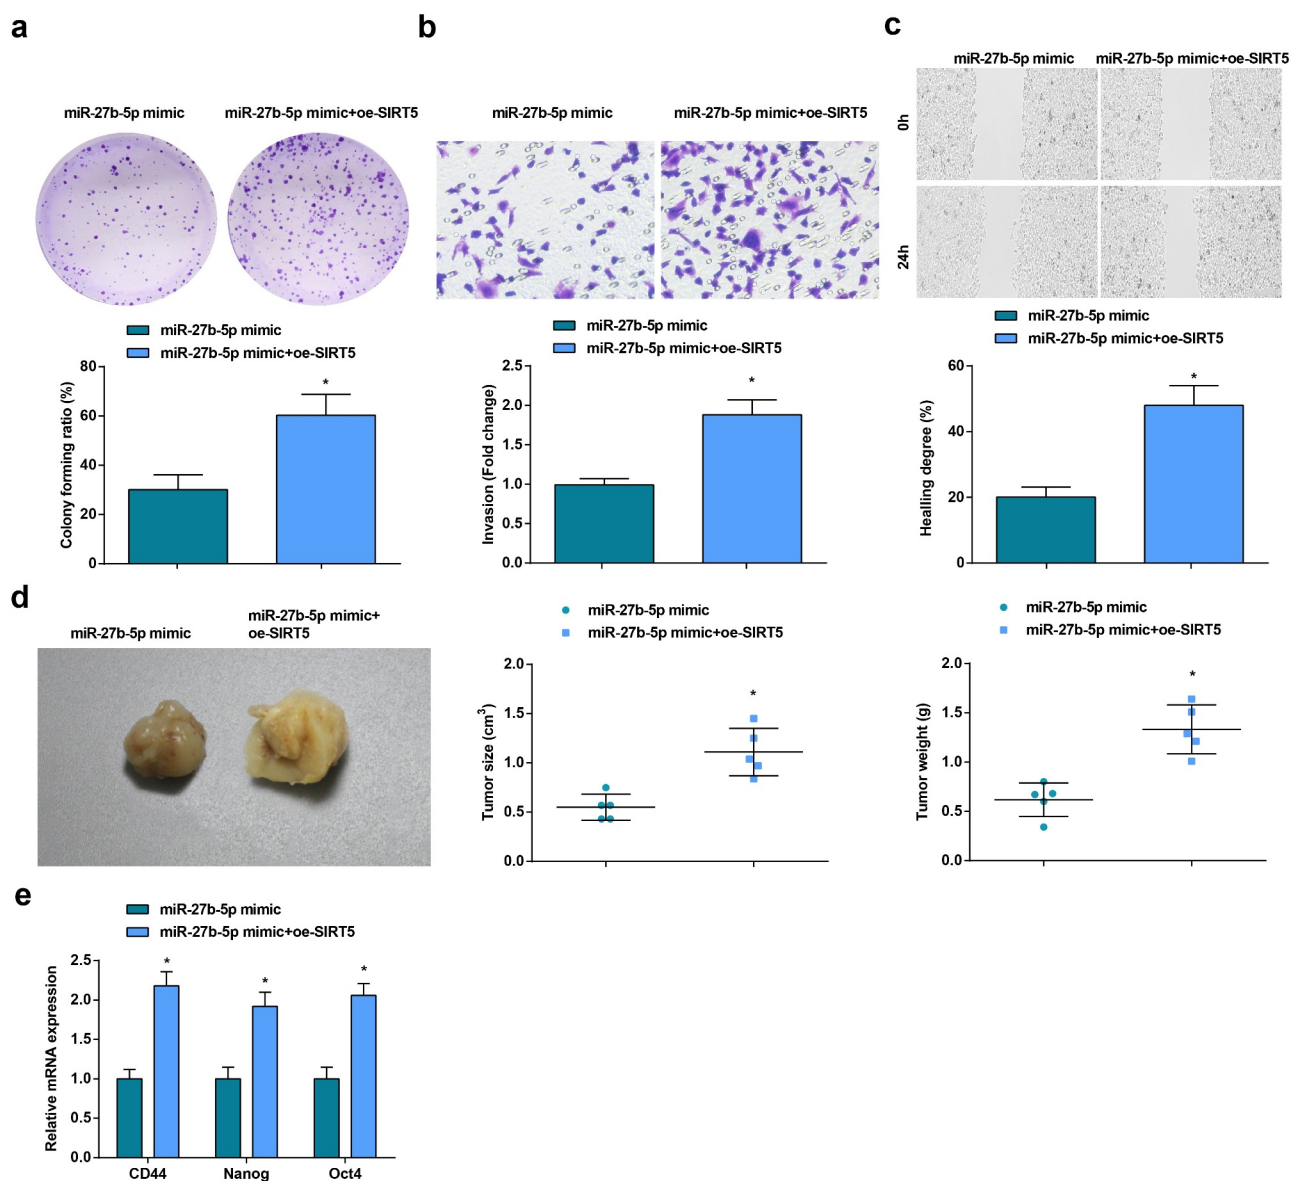 a
miR-27b-5p mimic
miR-27b-5p mimic+oe-SIRT5
miR-27b-5p mimic
miR-27b-5p mimic+oe-SIRT5
Colony forming ratio (%)
80
60
40
20
0
*
b
miR-27b-5p mimic
miR-27b-5p mimic+oe-SIRT5
miR-27b-5p mimic
miR-27b-5p mimic+oe-SIRT5
Invasion (Fold change)
2.5
2.0
1.5
1.0
0.5
0.0
*
c
miR-27b-5p mimic
miR-27b-5p mimic+oe-SIRT5
0h
24h
miR-27b-5p mimic
miR-27b-5p mimic+oe-SIRT5
Healling degree (%)
60
40
20
0
*
d
miR-27b-5p mimic
miR-27b-5p mimic+
oe-SIRT5
miR-27b-5p mimic
miR-27b-5p mimic+oe-SIRT5
Tumor size (cm³)
2.0
1.5
1.0
0.5
0.0
*
miR-27b-5p mimic
miR-27b-5p mimic+oe-SIRT5
Tumor weight (g)
2.0
1.5
1.0
0.5
0.0
*
e
miR-27b-5p mimic
miR-27b-5p mimic+oe-SIRT5
Relative mRNA expression
2.5
2.0
1.5
1.0
0.5
0.0
* * *
CD44 Nanog Oct4